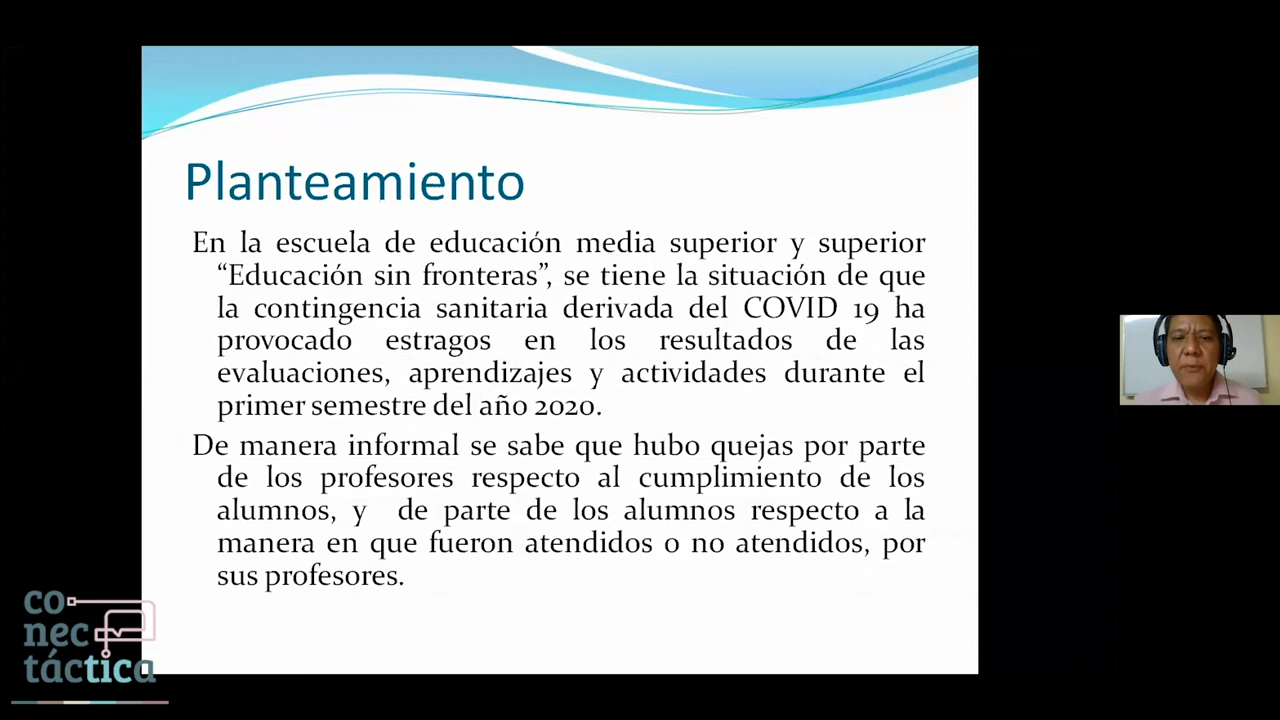 Planteamiento
En la escuela de educación media superior y superior
“Educación sin fronteras”, se tiene la situación de que
la contingencia sanitaria derivada del COVID 19 ha
provocado estragos en los resultados de las
evaluaciones, aprendizajes y actividades durante el
primer semestre del año 2020.
De manera informal se sabe que hubo quejas por parte
de los profesores respecto al cumplimiento de los
alumnos, y de parte de los alumnos respecto a la
manera en que fueron atendidos o no atendidos, por
sus profesores.
co
nec
táctica